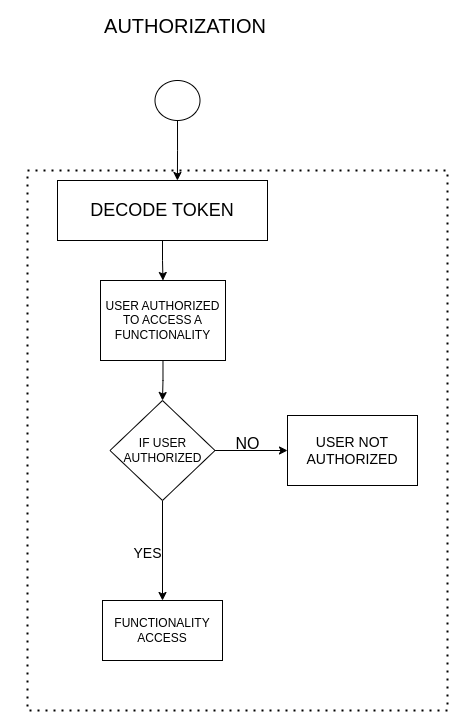 AUTHORIZATION
DECODE TOKEN
USER AUTHORIZED
TO ACCESS A
FUNCTIONALITY
IF USER
AUTHORIZED
NO
USER NOT
AUTHORIZED
YES
FUNCTIONALITY
ACCESS